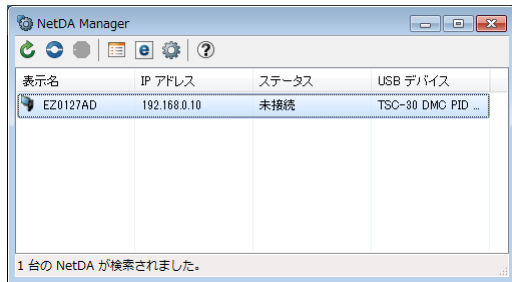 NetDA Manager
表示名 IP アドレス ステータス USB デバイス
EZ0127AD 192.168.0.10 未接続 TSC-30 DMC PID ...
1 台の NetDA が検索されました。